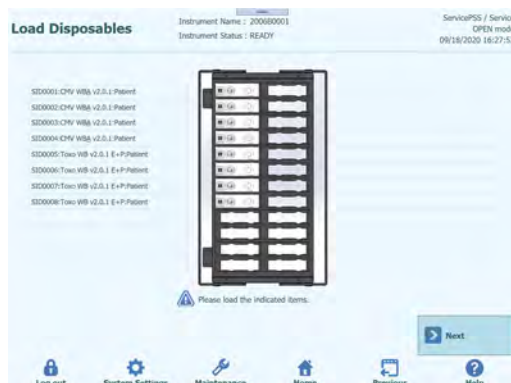 Load Disposables
Instrument Name : 200680001
Instrument Status : READY
ServicePSS / Servic
OPEN mod
09/18/2020 16:27:5
SID0001:CMV WBA v2.0.1:Patient
SID0002:CMV WBA v2.0.1:Patient
SID0003:CMV WBA v2.0.1:Patient
SID0004:CMV WBA v2.0.1:Patient
SID0005:Toxo WB v2.0.1 E+P:Patient
SID0006:Toxo WB v2.0.1 E+P:Patient
SID0007:Toxo WB v2.0.1 E+P:Patient
SID0008:Toxo WB v2.0.1 E+P:Patient
Please load the indicated items.
Next
Log out System Settings Maintenance Home Previous Help